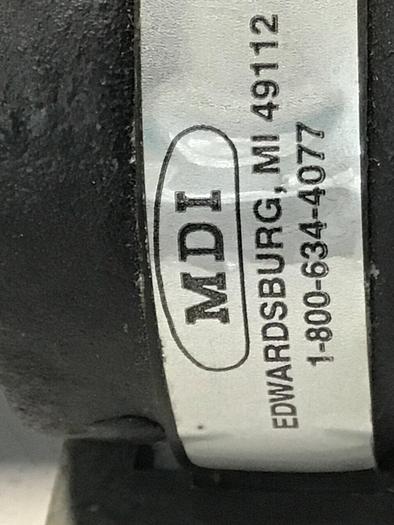 MDI
EDWARDSBURG, MI 49112
1-800-634-4077